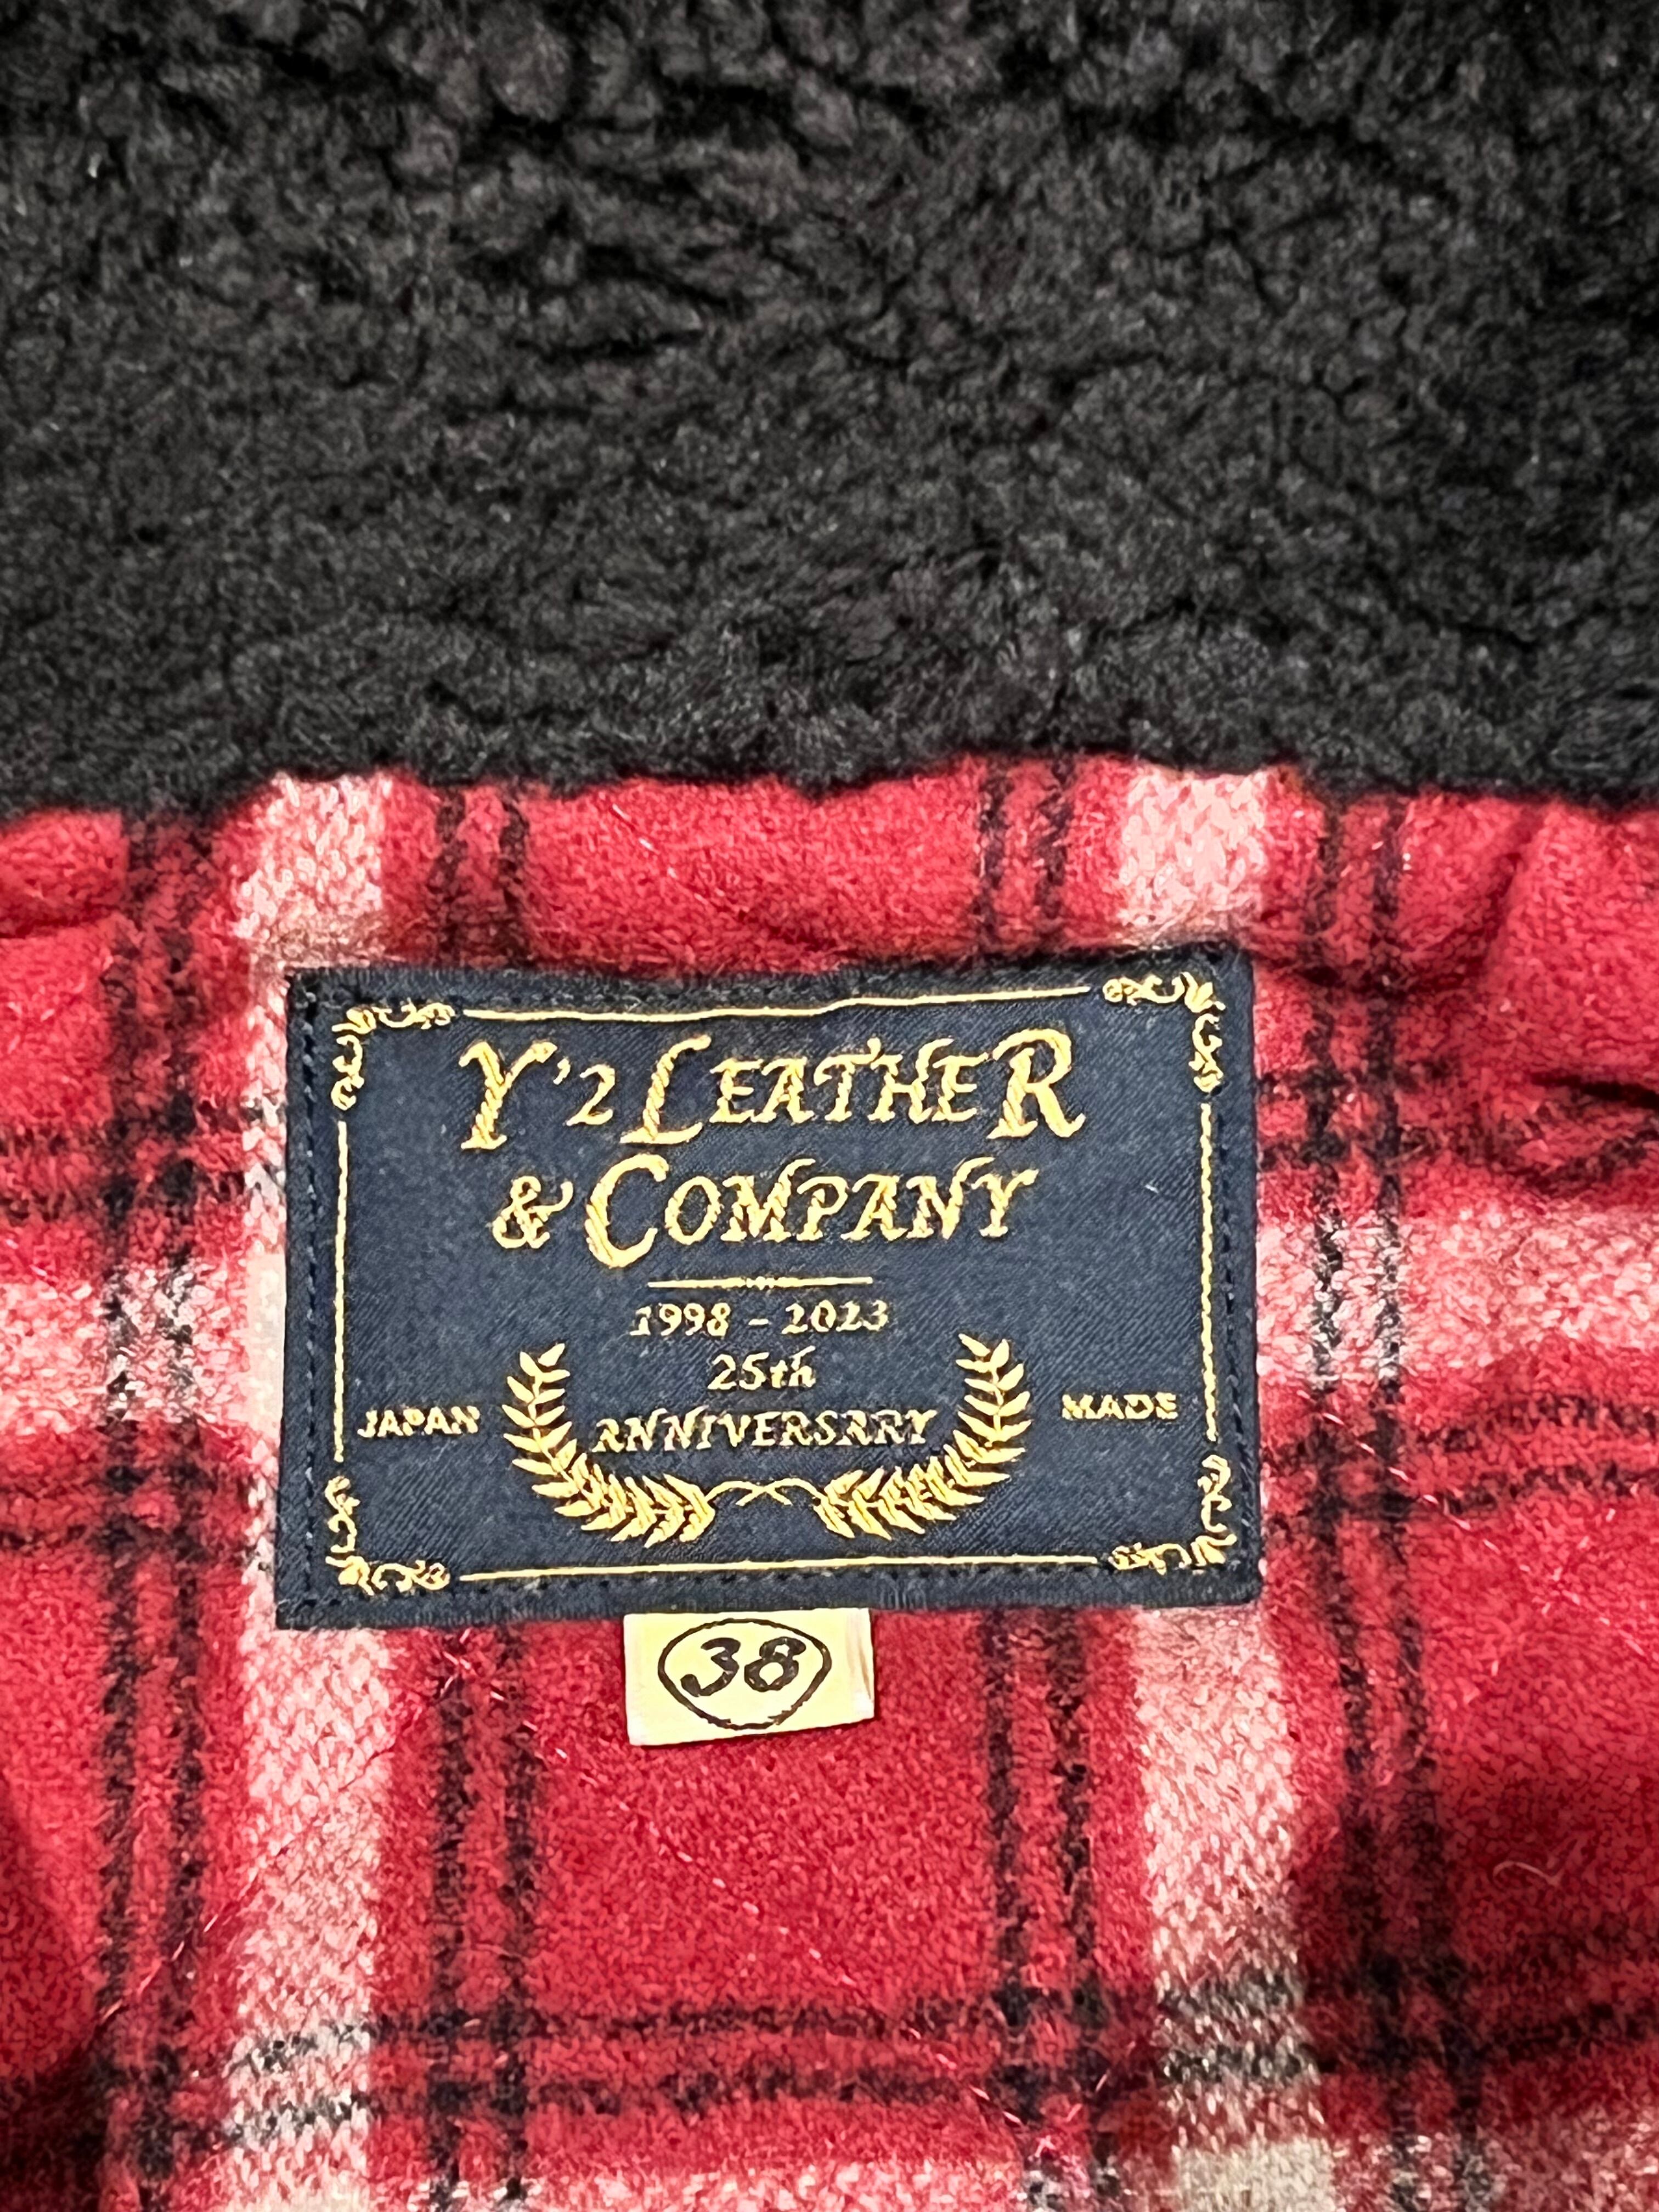 Y'2 LEATHER
& COMPANY
1998 - 2023
25th
JAPAN ANNIVERSARY MADE
38